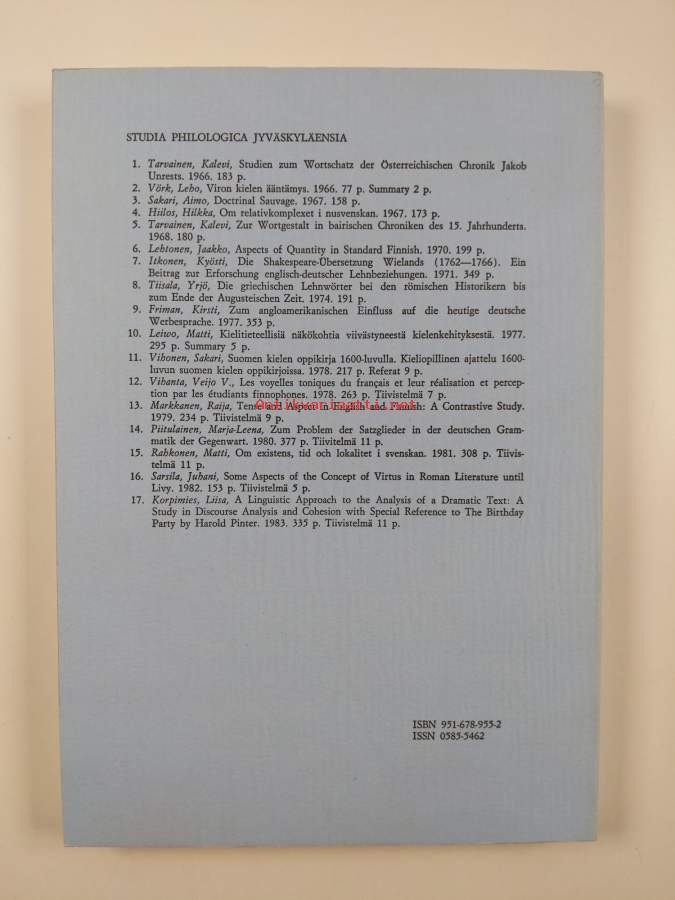 STUDIA PHILOLOGICA JYVÄSKYLÄENSIA
1. Tarvainen, Kalevi, Studien zum Wortschatz der Österreichischen Chronik Jakob
Unrests. 1966. 183 p.
2. Vörk, Leho, Viron kielen ääntämys. 1966. 77 p. Summary 2 p.
3. Sakari, Aimo, Doctrinal Sauvage. 1967. 158 p.
4. Hiilos, Hilkka, Om relativkomplexet i nusvenskan. 1967. 173 p.
5. Tarvainen, Kalevi, Zur Wortgestalt in bairischen Chroniken des 15. Jahrhunderts.
1968. 180 p.
6. Lehtonen, Jaakko, Aspects of Quantity in Standard Finnish. 1970. 199 p.
7. Itkonen, Kyösti, Die Shakespeare-Übersetzung Wielands (1762—1766). Ein
Beitrag zur Erforschung englisch-deutscher Lehnbeziehungen. 1971. 349 p.
8. Tiisala, Yrjö, Die griechischen Lehnwörter bei den römischen Historikern bis
zum Ende der Augusteischen Zeit. 1974. 191 p.
9. Friman, Kirsti, Zum angloamerikanischen Einfluss auf die heutige deutsche
Werbesprache. 1977. 353 p.
10. Leiwo, Matti, Kielitieteellisiä näkökohtia viivästyneestä kielenkehityksestä. 1977.
295 p. Summary 5 p.
11. Vihonen, Sakari, Suomen kielen oppikirja 1600-luvulla. Kieliopillinen ajattelu 1600-
luvun suomen kielen oppikirjoissa. 1978. 217 p. Referat 9 p.
12. Vihanta, Veijo V., Les voyelles toniques du français et leur réalisation et percep-
tion par les étudiants finnophones. 1978. 263 p. Tiivistelmä 7 p.
13. Markkanen, Raija, Tense and Aspect in English and Finnish: A Contrastive Study.
1979. 234 p. Tiivistelmä 9 p.
Antikvariaatti.net
14. Piitulainen, Marja-Leena, Zum Problem der Satzglieder in der deutschen Gram-
matik der Gegenwart. 1980. 377 p. Tiivitelmä 11 p.
15. Rahkonen, Matti, Om existens, tid och lokalitet i svenskan. 1981. 308 p. Tiivis-
telmä 11 p.
16. Sarsila, Juhani, Some Aspects of the Concept of Virtus in Roman Literature until
Livy. 1982. 153 p. Tiivistelmä 5 p.
17. Korpimies, Liisa, A Linguistic Approach to the Analysis of a Dramatic Text: A
Study in Discourse Analysis and Cohesion with Special Reference to The Birthday
Party by Harold Pinter. 1983. 335 p. Tiivistelmä 11 p.
ISBN 951-678-955-2
ISSN 0585-5462